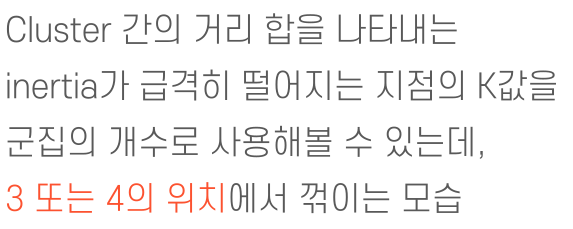 Cluster 간의 거리 합을 나타내는
inertia가 급격히 떨어지는 지점의 K값을
군집의 개수로 사용해볼 수 있는데,
3 또는 4의 위치에서 꺾이는 모습